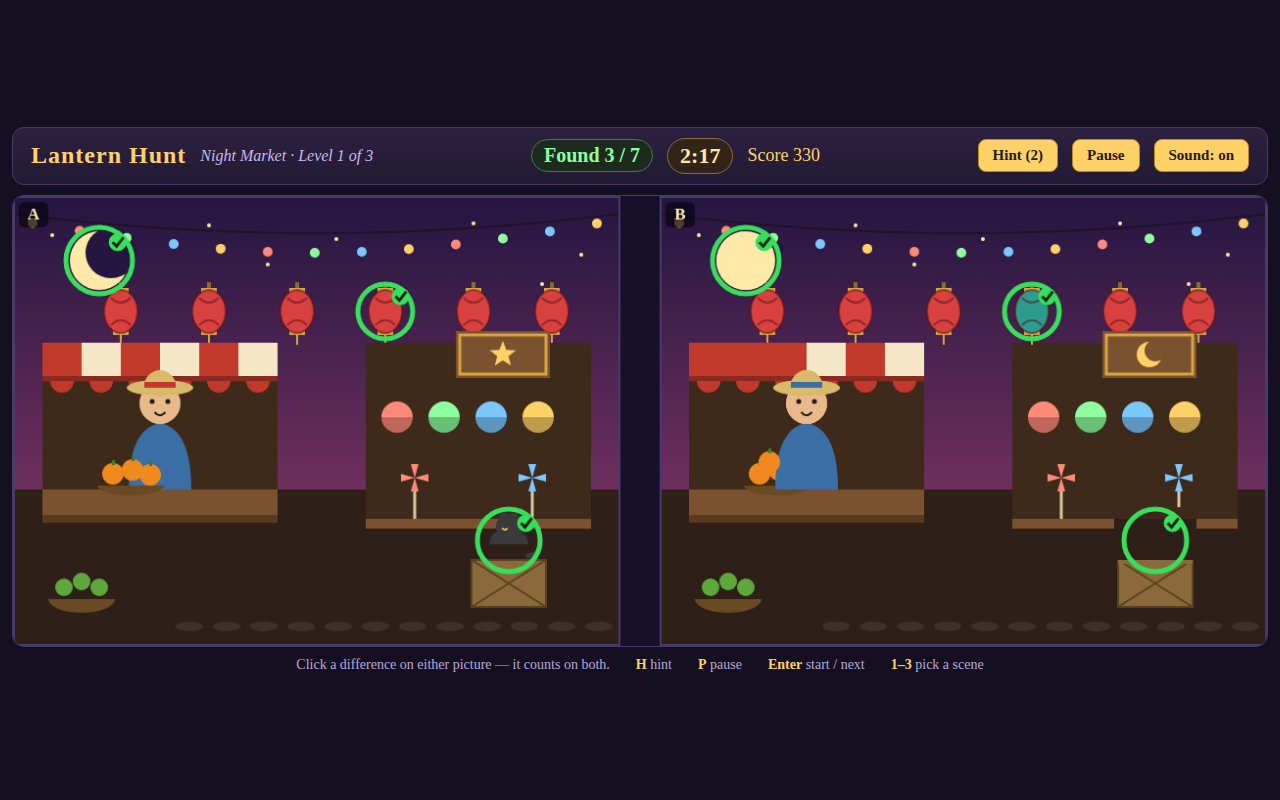 Lantern Hunt Night Market · Level 1 of 3 Found 3 / 7 2:17 Score 330 Hint (2) Pause Sound: on
A B
Click a difference on either picture — it counts on both. H hint P pause Enter start / next 1–3 pick a scene